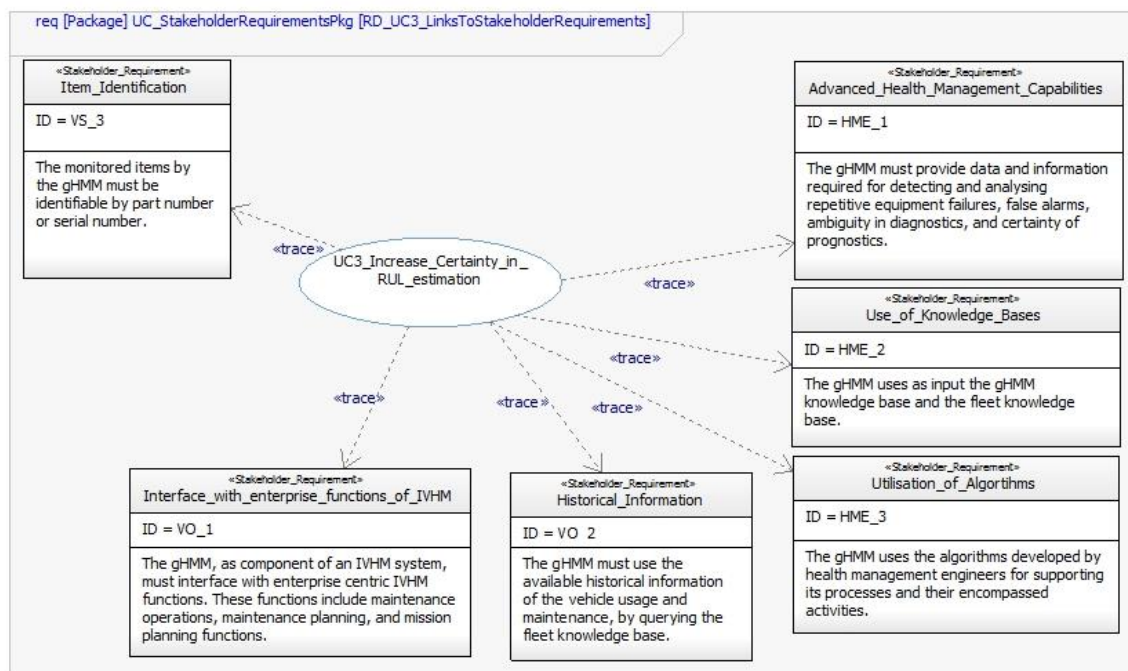 req [Package] UC_StakeholderRequirementsPkg [RD_UC3_LinksToStakeholderRequirements]
«Stakeholder_Requirement»
Item_Identification
ID = VS_3
The monitored items by
the gHMM must be
identifiable by part number
or serial number.
«Stakeholder_Requirement»
Advanced_Health_Management_Capabilities
ID = HME_1
The gHMM must provide data and information
required for detecting and analysing
repetitive equipment failures, false alarms,
ambiguity in diagnostics, and certainty of
prognostics.
«trace»
UC3_Increase_Certainty_in_
RUL_estimation
«trace»
«Stakeholder_Requirement»
Use_of_Knowledge_Bases
ID = HME_2
The gHMM uses as input the gHMM
knowledge base and the fleet knowledge
base.
«trace»
«trace»
«trace»
«trace»
«Stakeholder_Requirement»
Interface_with_enterprise_functions_of_IVHM
ID = VO_1
The gHMM, as component of an IVHM system,
must interface with enterprise centric IVHM
functions. These functions include maintenance
operations, maintenance planning, and mission
planning functions.
«Stakeholder_Requirement»
Historical_Information
ID = VO_2
The gHMM must use the
available historical information
of the vehicle usage and
maintenance, by querying the
fleet knowledge base.
«Stakeholder_Requirement»
Utilisation_of_Algortihms
ID = HME_3
The gHMM uses the algorithms developed by
health management engineers for supporting
its processes and their encompassed
activities.